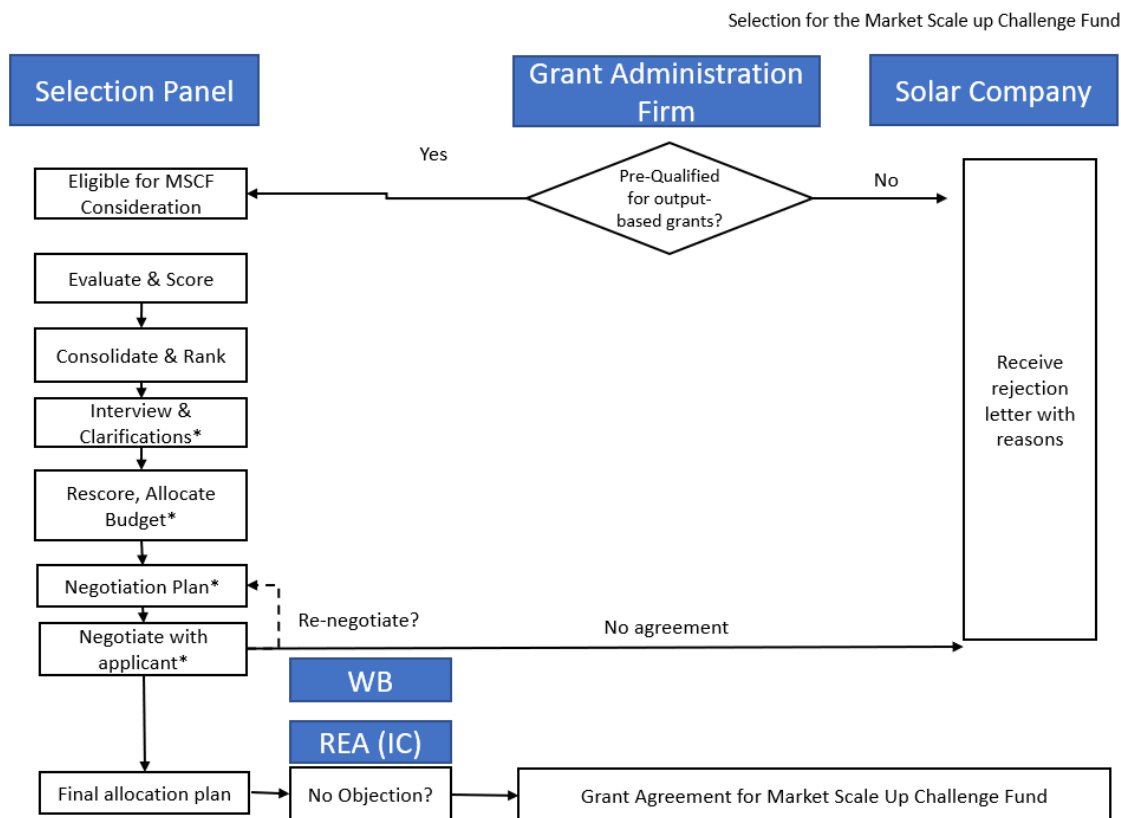 Selection for the Market Scale up Challenge Fund
Selection Panel
Grant Administration
Firm
Solar Company
Yes
Pre-Qualified
for output-
based grants?
No
Eligible for MSCF
Consideration
Evaluate & Score
Consolidate & Rank
Interview &
Clarifications*
Rescore, Allocate
Budget*
Negotiation Plan*
Re-negotiate?
No agreement
Negotiate with
applicant*
Receive
rejection
letter with
reasons
WB
REA (IC)
Final allocation plan
No Objection?
Grant Agreement for Market Scale Up Challenge Fund